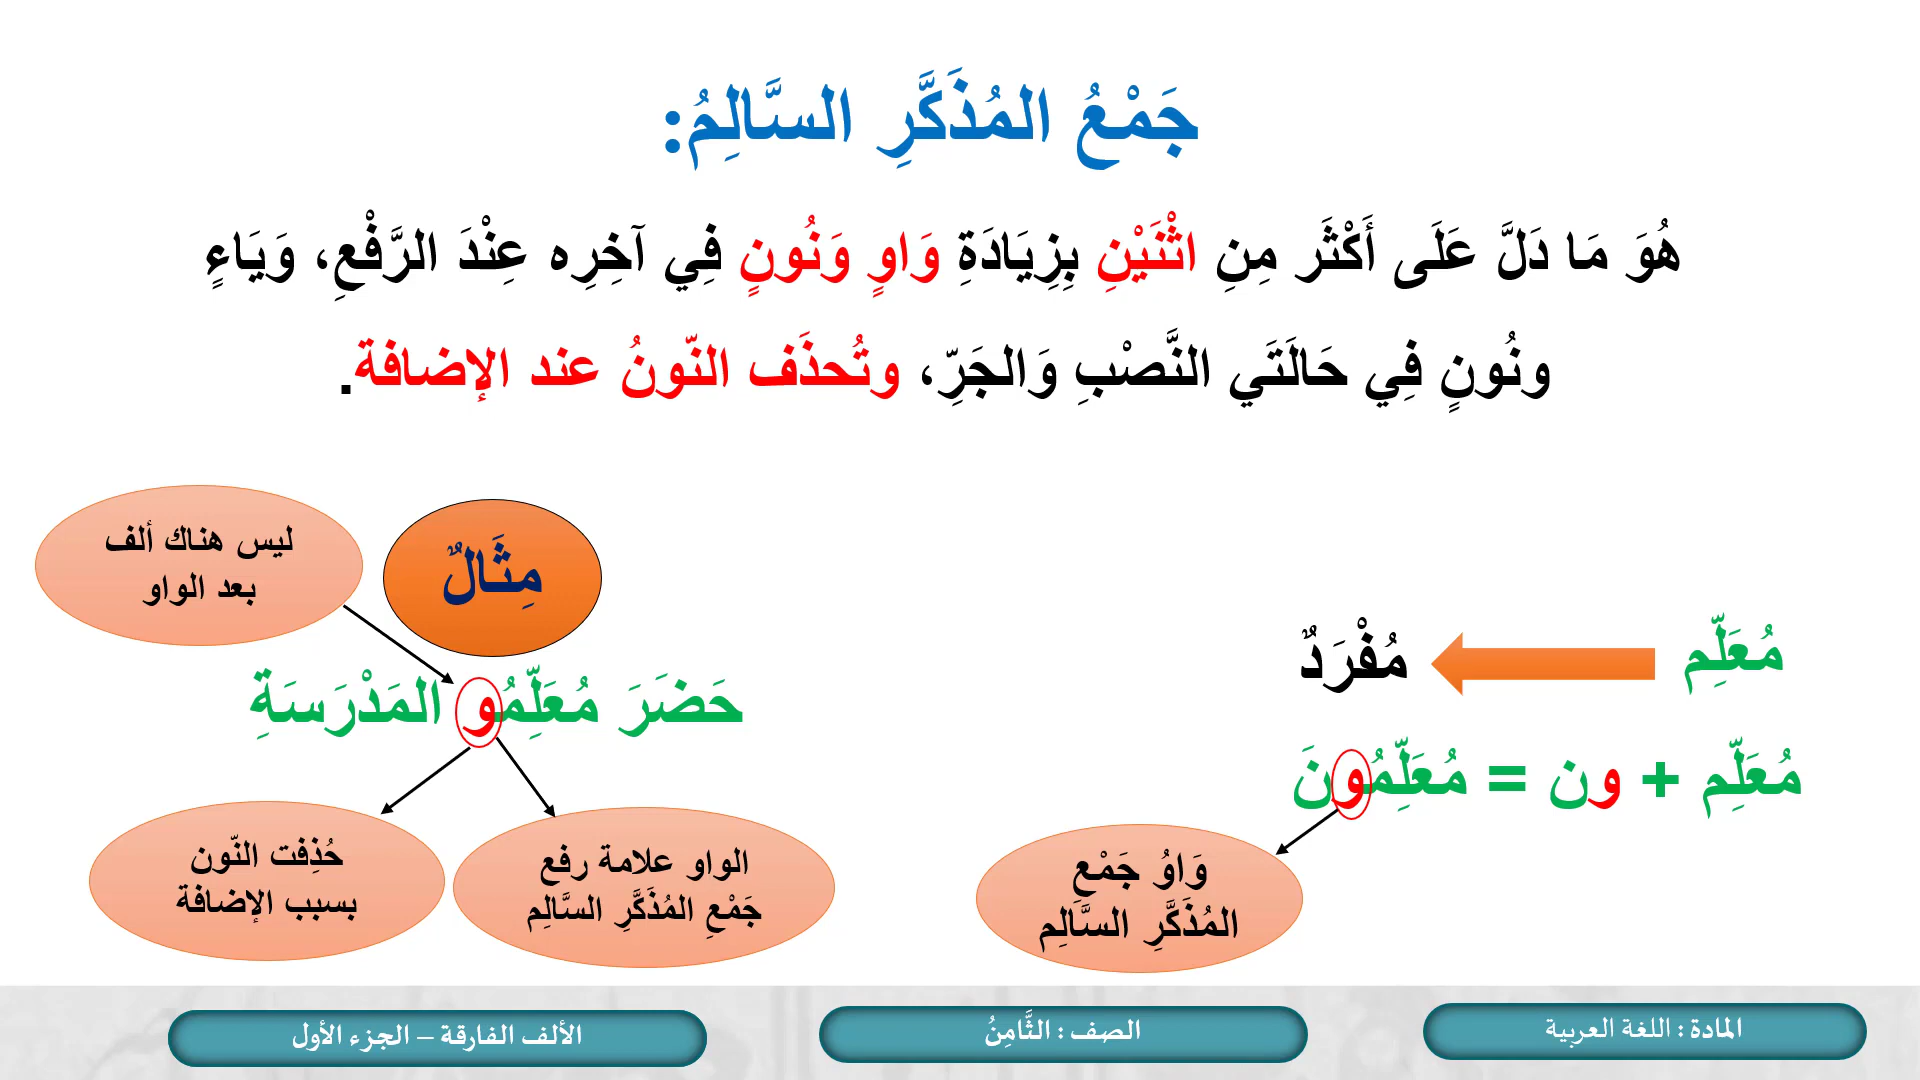 جَمْعُ المُذَكَّرِ السَّالِمُ:
هُوَ مَا دَلَّ عَلَى أَكْثَر مِنِ اثْنَيْنِ بِزِيَادَةِ وَاوٍ وَنُونٍ فِي آخِرِه عِنْدَ الرَّفْعِ، وَيَاءٍ
ونُونٍ فِي حَالَتَي النَّصْبِ وَالجَرِّ، وتُحذَف النّونُ عند الإضافة.
مُعَلِّم
مُفْرَدٌ
مُعَلِّم + ون = مُعَلِّمُونَ
وَاوُ جَمْعِ
المُذَكَّرِ السَّالِم
مِثَالٌ
ليس هناك ألف
بعد الواو
حَضَرَ مُعَلِّمُو المَدْرَسَةِ
الواو علامة رفع
جَمْعِ المُذَكَّرِ السَّالِم
حُذِفت النّون
بسبب الإضافة
المادة : اللغة العربية
الصف : الثَّامِنُ
الألف الفارقة – الجزء الأول